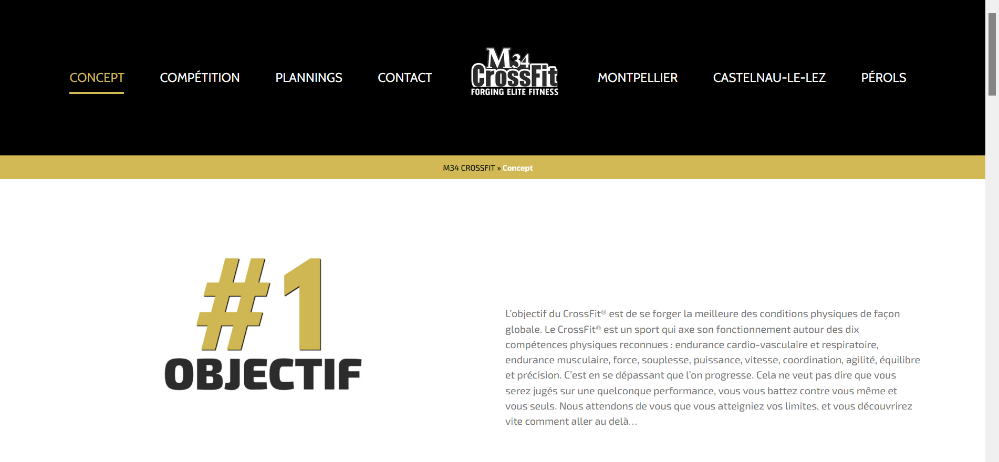 CONCEPT
COMPÉTITION
PLANNINGS
CONTACT
M34
CrossFit
FORGING ELITE FITNESS
MONTPELLIER
CASTELNAU-LE-LEZ
PÉROLS
M34 CROSSFIT » Concept
#1
OBJECTIF
L’objectif du CrossFit® est de se forger la meilleure des conditions physiques de façon
globale. Le CrossFit® est un sport qui axe son fonctionnement autour des dix
compétences physiques reconnues : endurance cardio-vasculaire et respiratoire,
endurance musculaire, force, souplesse, puissance, vitesse, coordination, agilité, équilibre
et précision. C’est en se dépassant que l’on progresse. Cela ne veut pas dire que vous
serez jugés sur une quelconque performance, vous vous battez contre vous même et
vous seuls. Nous attendons de vous que vous atteigniez vos limites, et vous découvrirez
vite comment aller au delà…